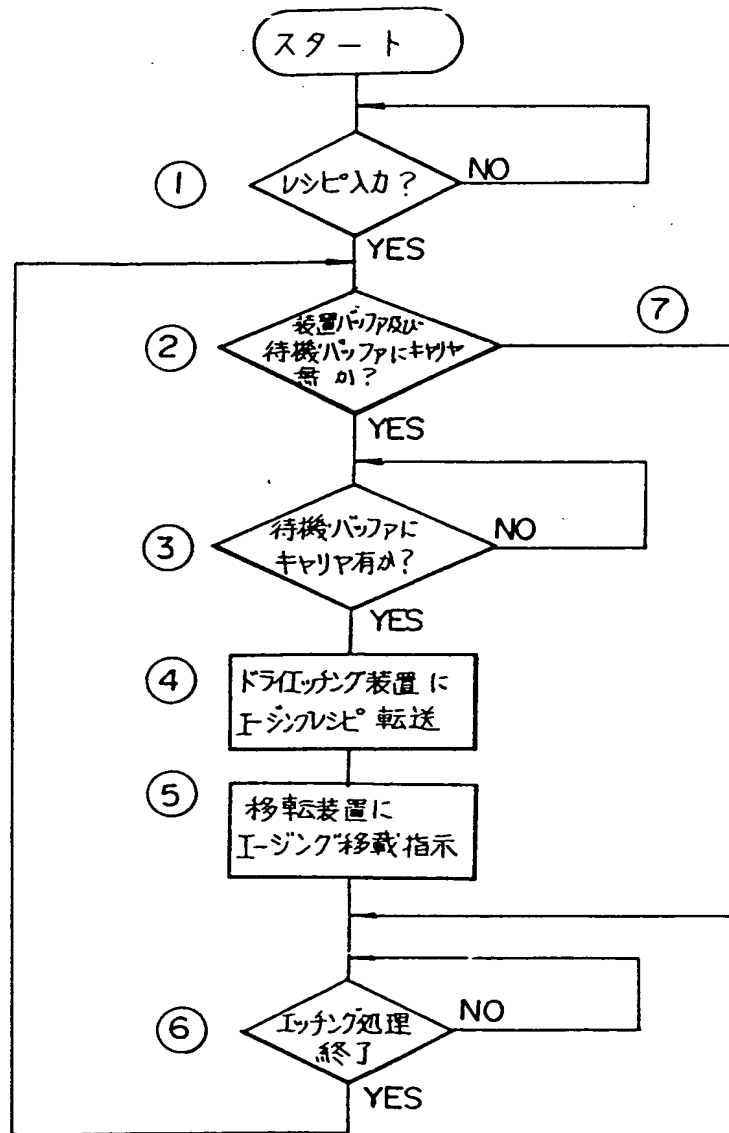 スタート
① レシピ入力? NO
YES
⑦
② 装置バッファ及び
待機バッファにキャリヤ
無か?
YES
③ 待機バッファに
キャリヤ有か? NO
YES
④ ドライエッチング装置に
エージングレシピ転送
⑤ 移転装置に
エージング移載指示
⑥ エッチング処理
終了 NO
YES